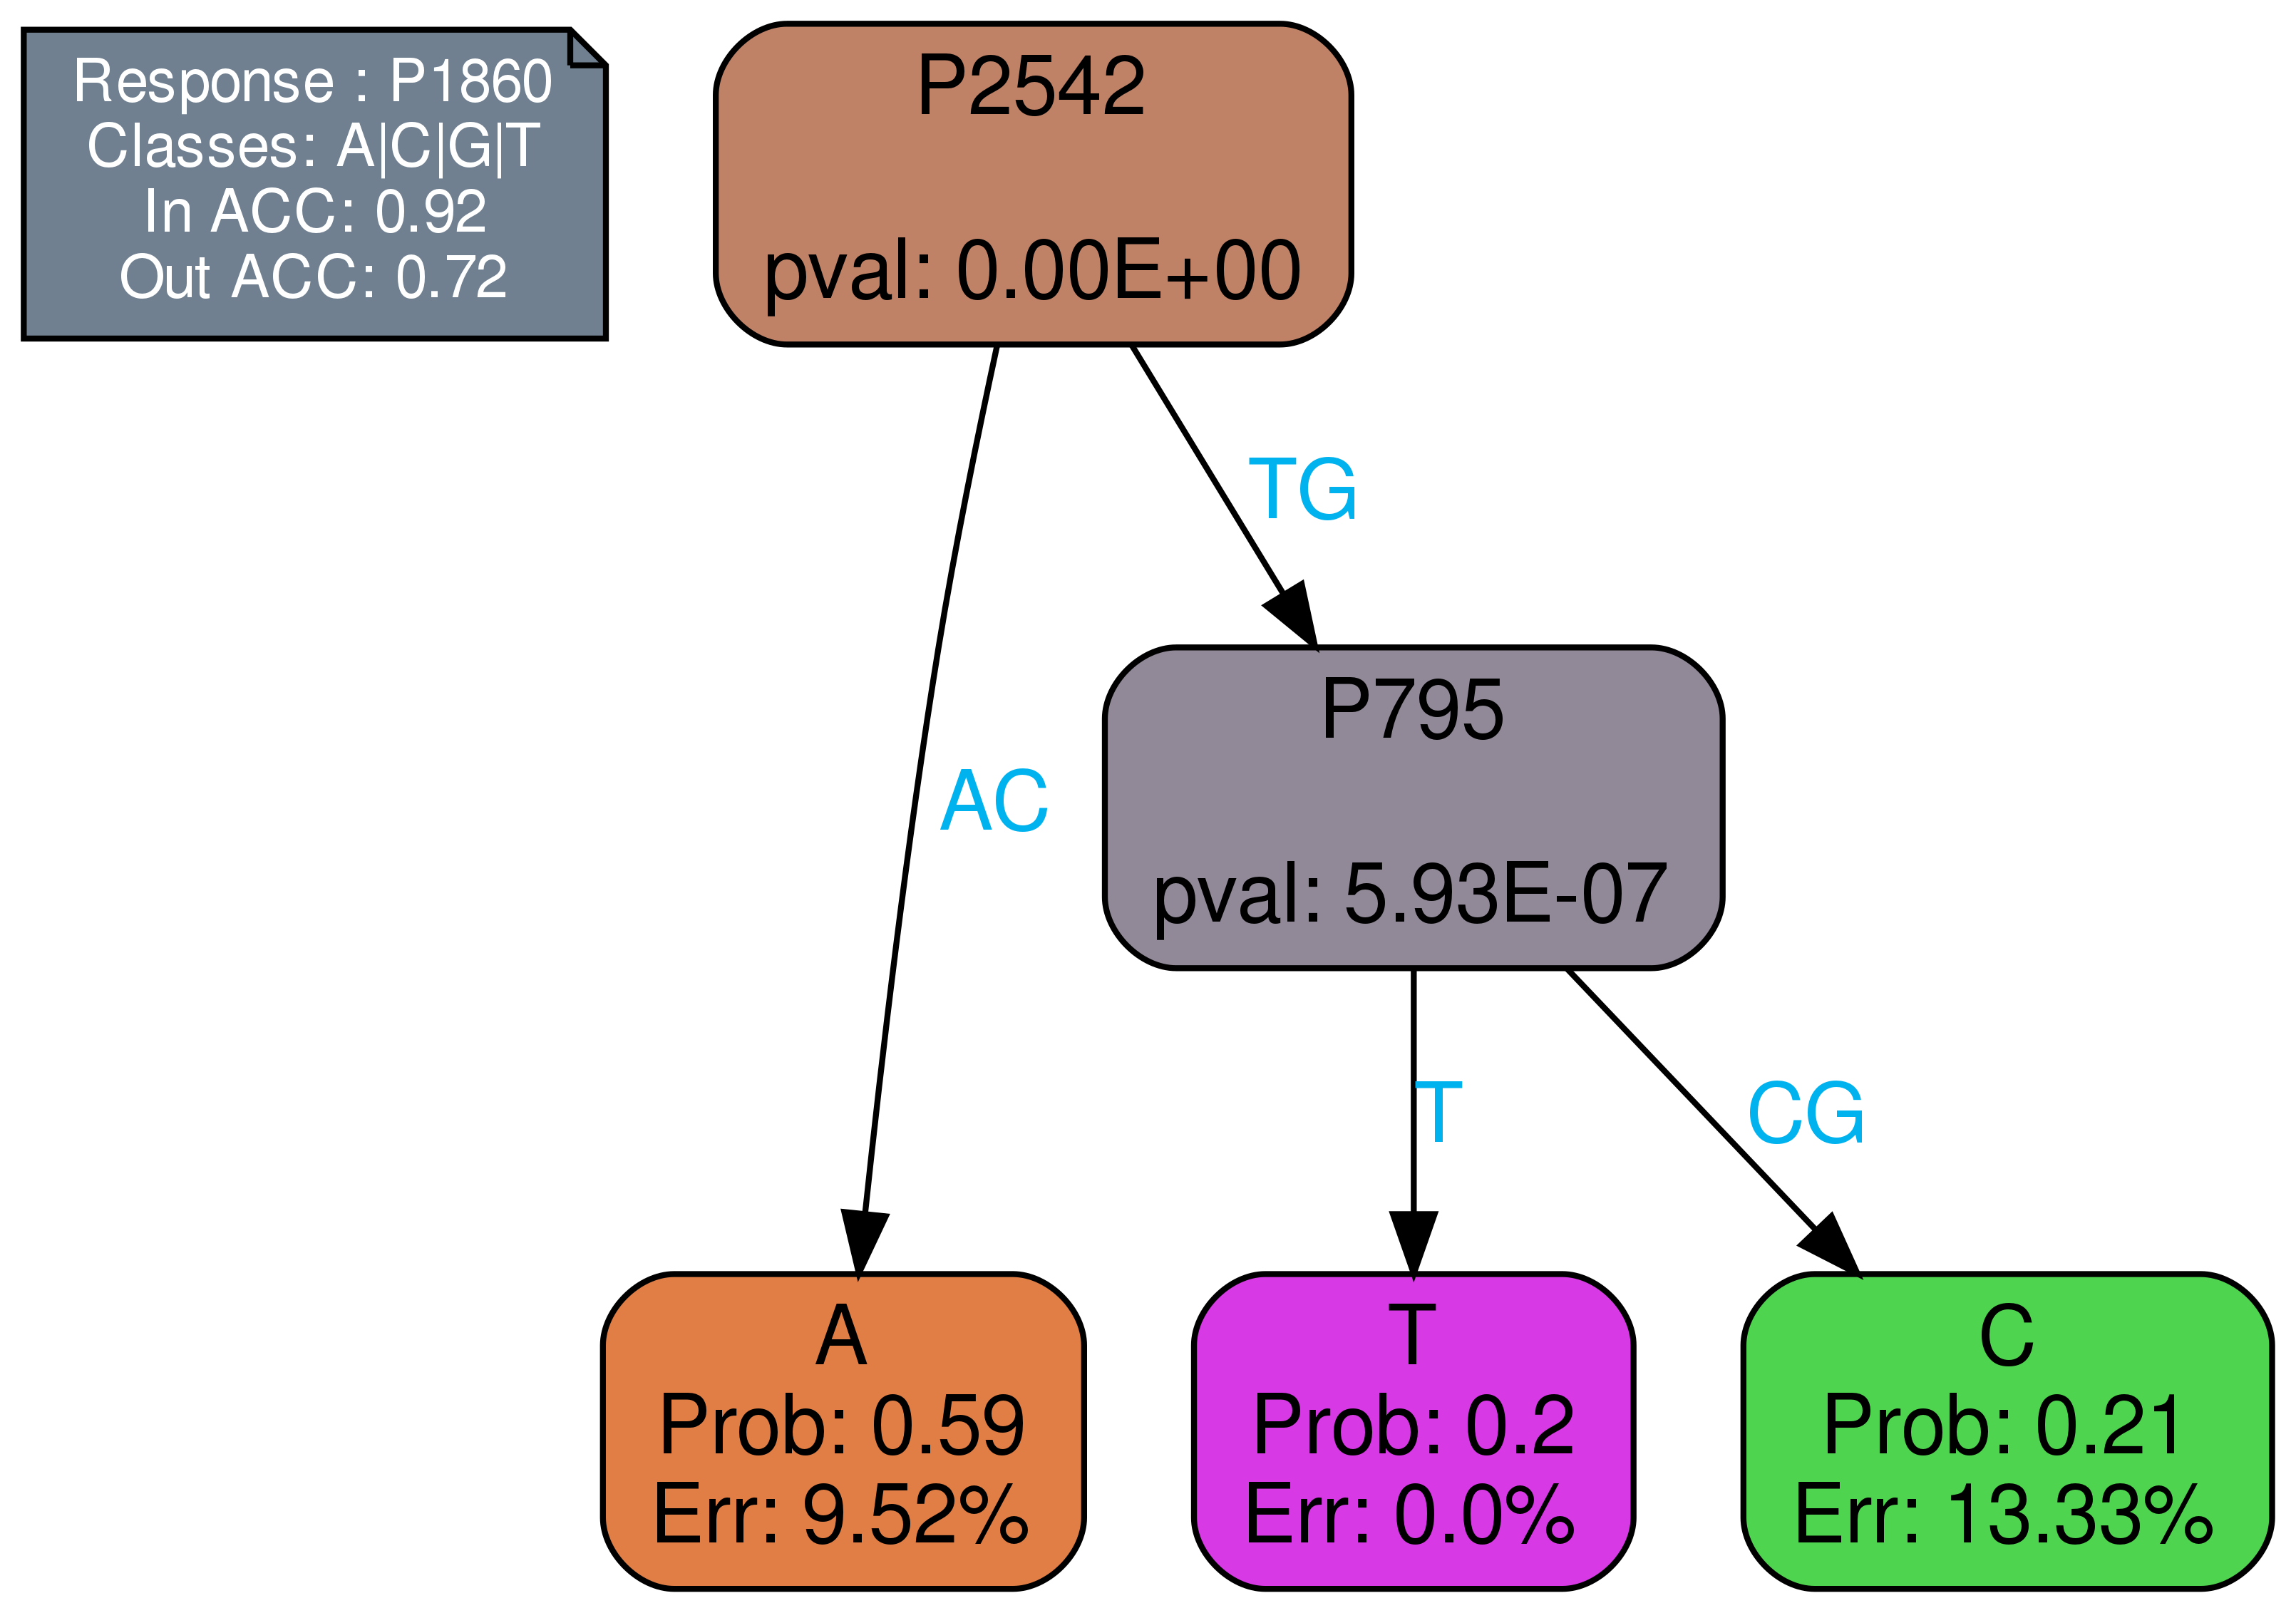 Response : P1860
Classes: A|C|G|T
In ACC: 0.92
Out ACC: 0.72
P2542
pval: 0.00E+00
TG
P795
pval: 5.93E-07
AC
T
CG
A
Prob: 0.59
Err: 9.52%
T
Prob: 0.2
Err: 0.0%
C
Prob: 0.21
Err: 13.33%